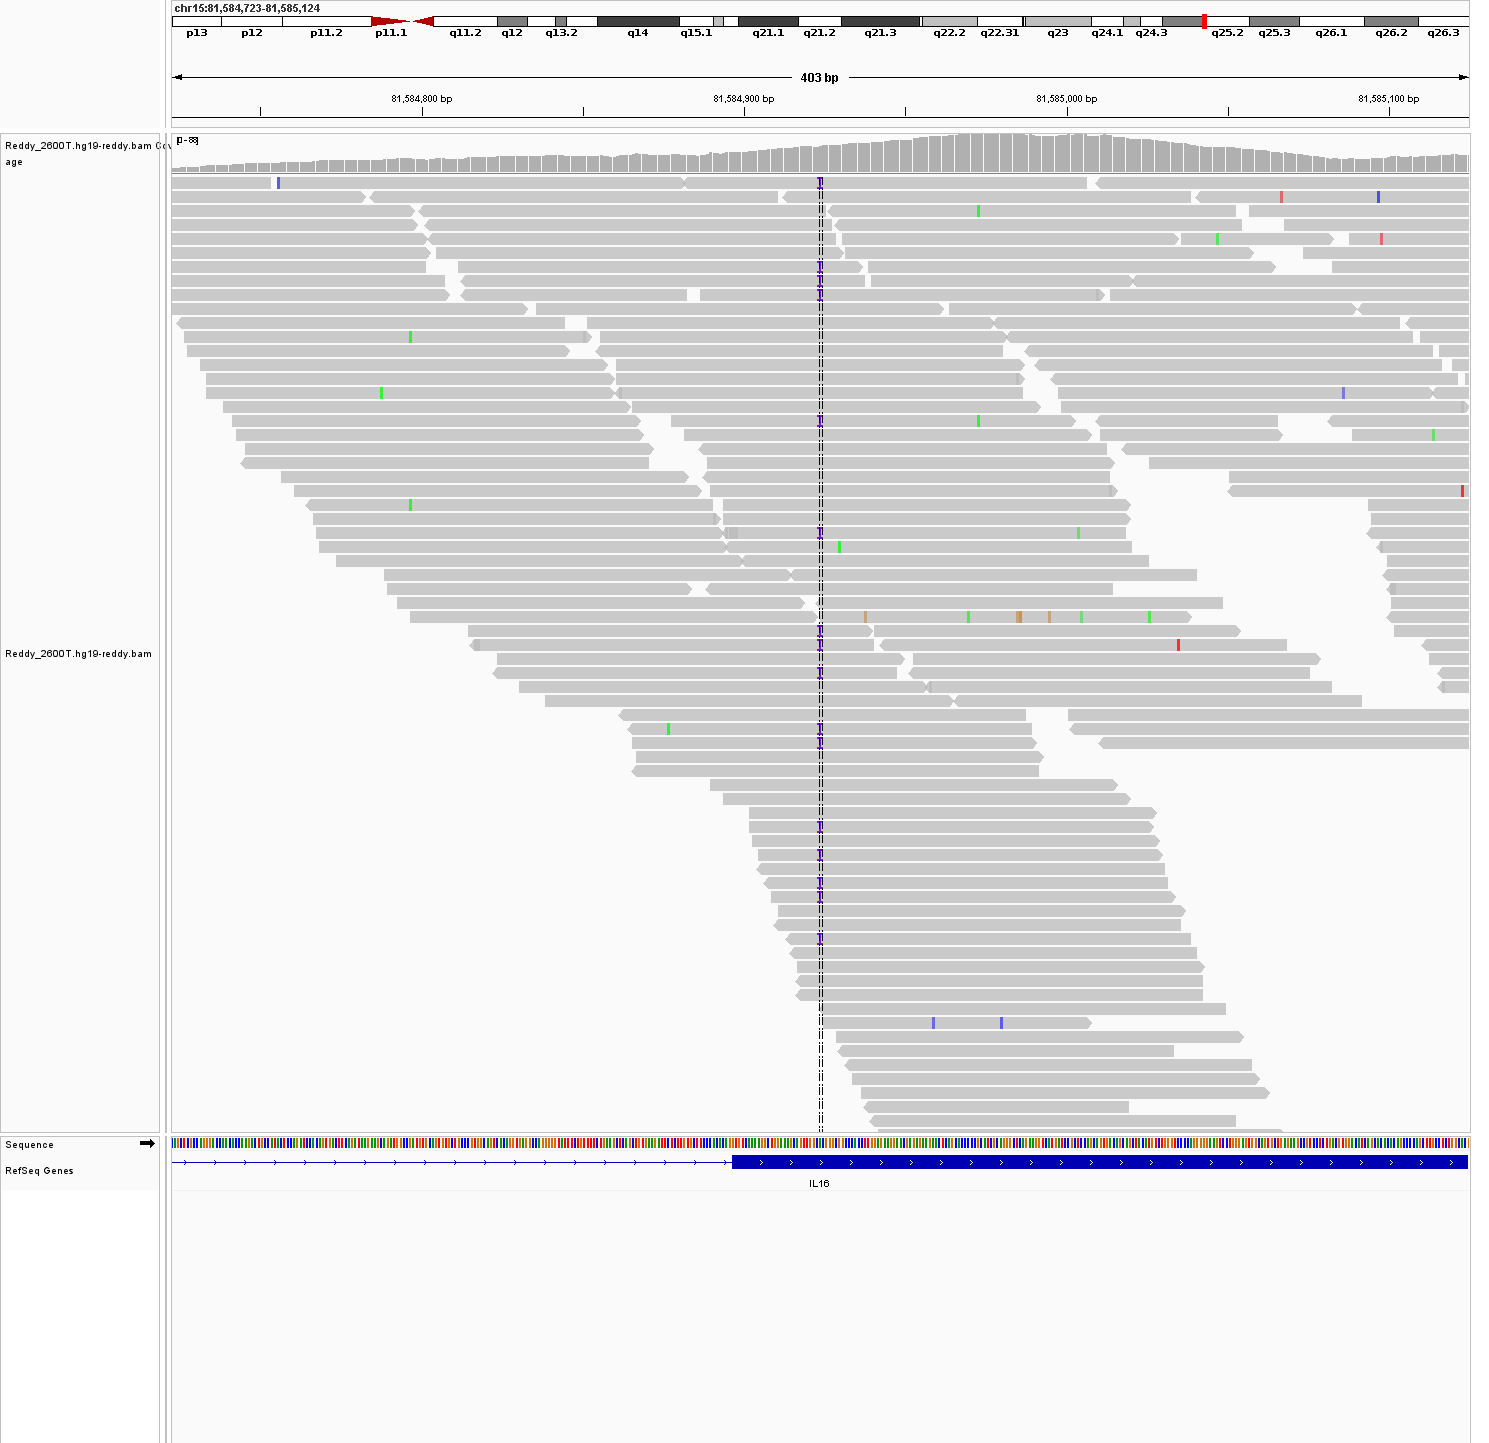 chr15:81,584,723-81,585,124
p13 p12 p11.2 p11.1 q11.2 q12 q13.2 q14 q15.1 q21.1 q21.2 q21.3 q22.2 q22.31 q23 q24.1 q24.3 q25.2 q25.3 q26.1 q26.2 q26.3
403 bp
81,584,800 bp 81,584,900 bp 81,585,000 bp 81,585,100 bp
Reddy_2600T.hg19-reddy.bam Cov
age
[0 - 88]
Reddy_2600T.hg19-reddy.bam
Sequence
RefSeq Genes
IL16